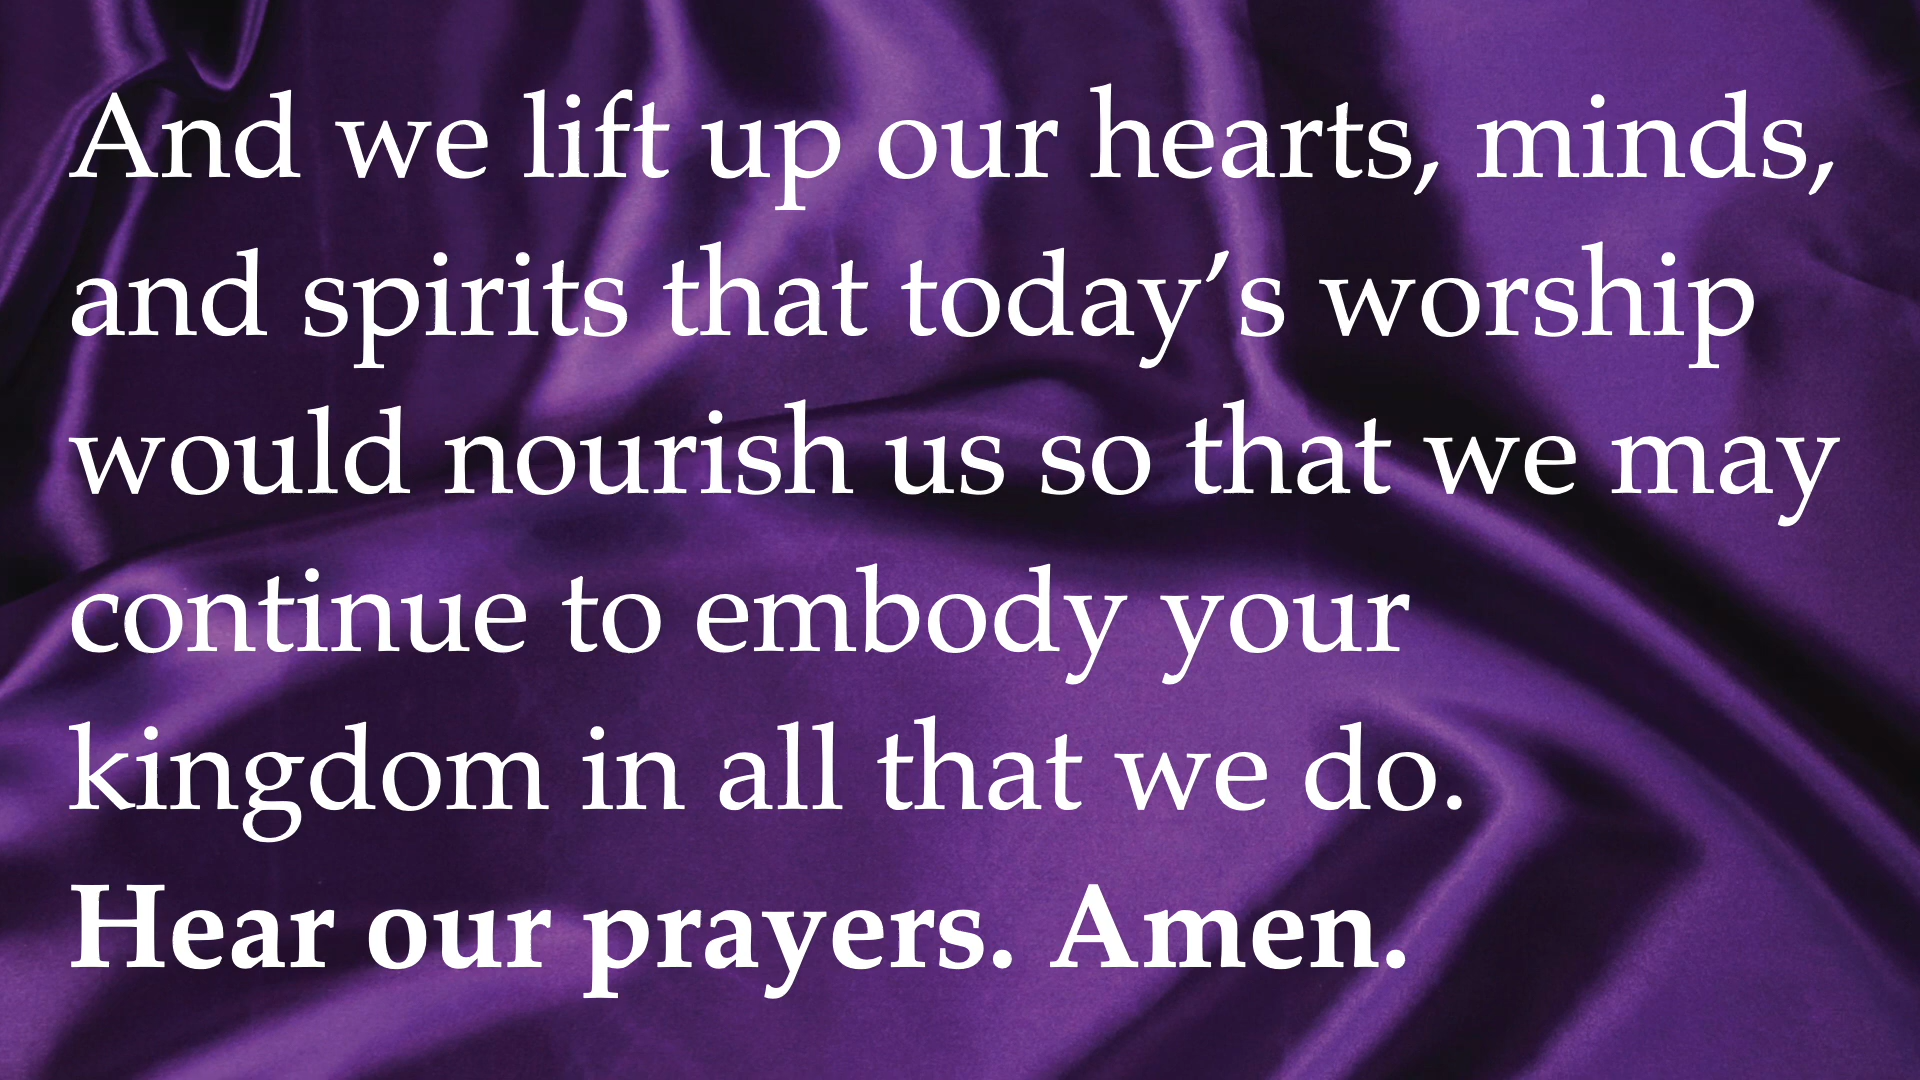 And we lift up our hearts, minds,
and spirits that today’s worship
would nourish us so that we may
continue to embody your
kingdom in all that we do.
Hear our prayers. Amen.